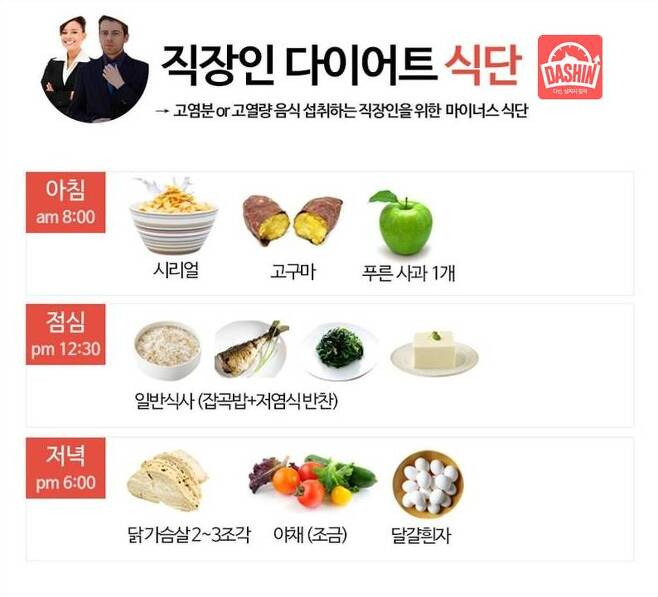 직장인 다이어트 식단
DASHIN
→ 고염분 or 고열량 음식 섭취하는 직장인을 위한 마이너스 식단
아침
am 8:00
시리얼 고구마 푸른 사과 1개
점심
pm 12:30
일반식사 (잡곡밥+저염식 반찬)
저녁
pm 6:00
닭가슴살 2~3조각 야채 (조금) 달걀흰자